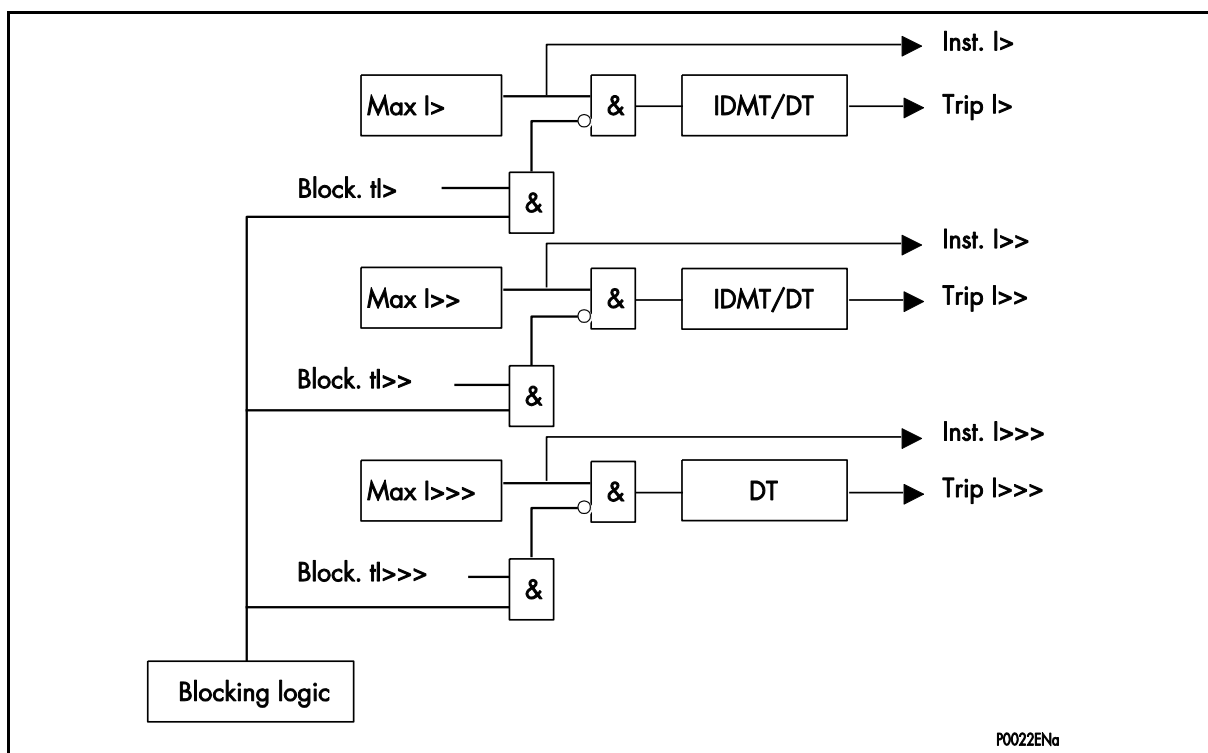 Inst. I>
Max I>
&
IDMT/DT
Trip I>
Block. tI>
&
Inst. I>>
Max I>>
&
IDMT/DT
Trip I>>
Block. tI>>
&
Inst. I>>>
Max I>>>
&
DT
Trip I>>>
Block. tI>>>
&
Blocking logic
P0022ENa